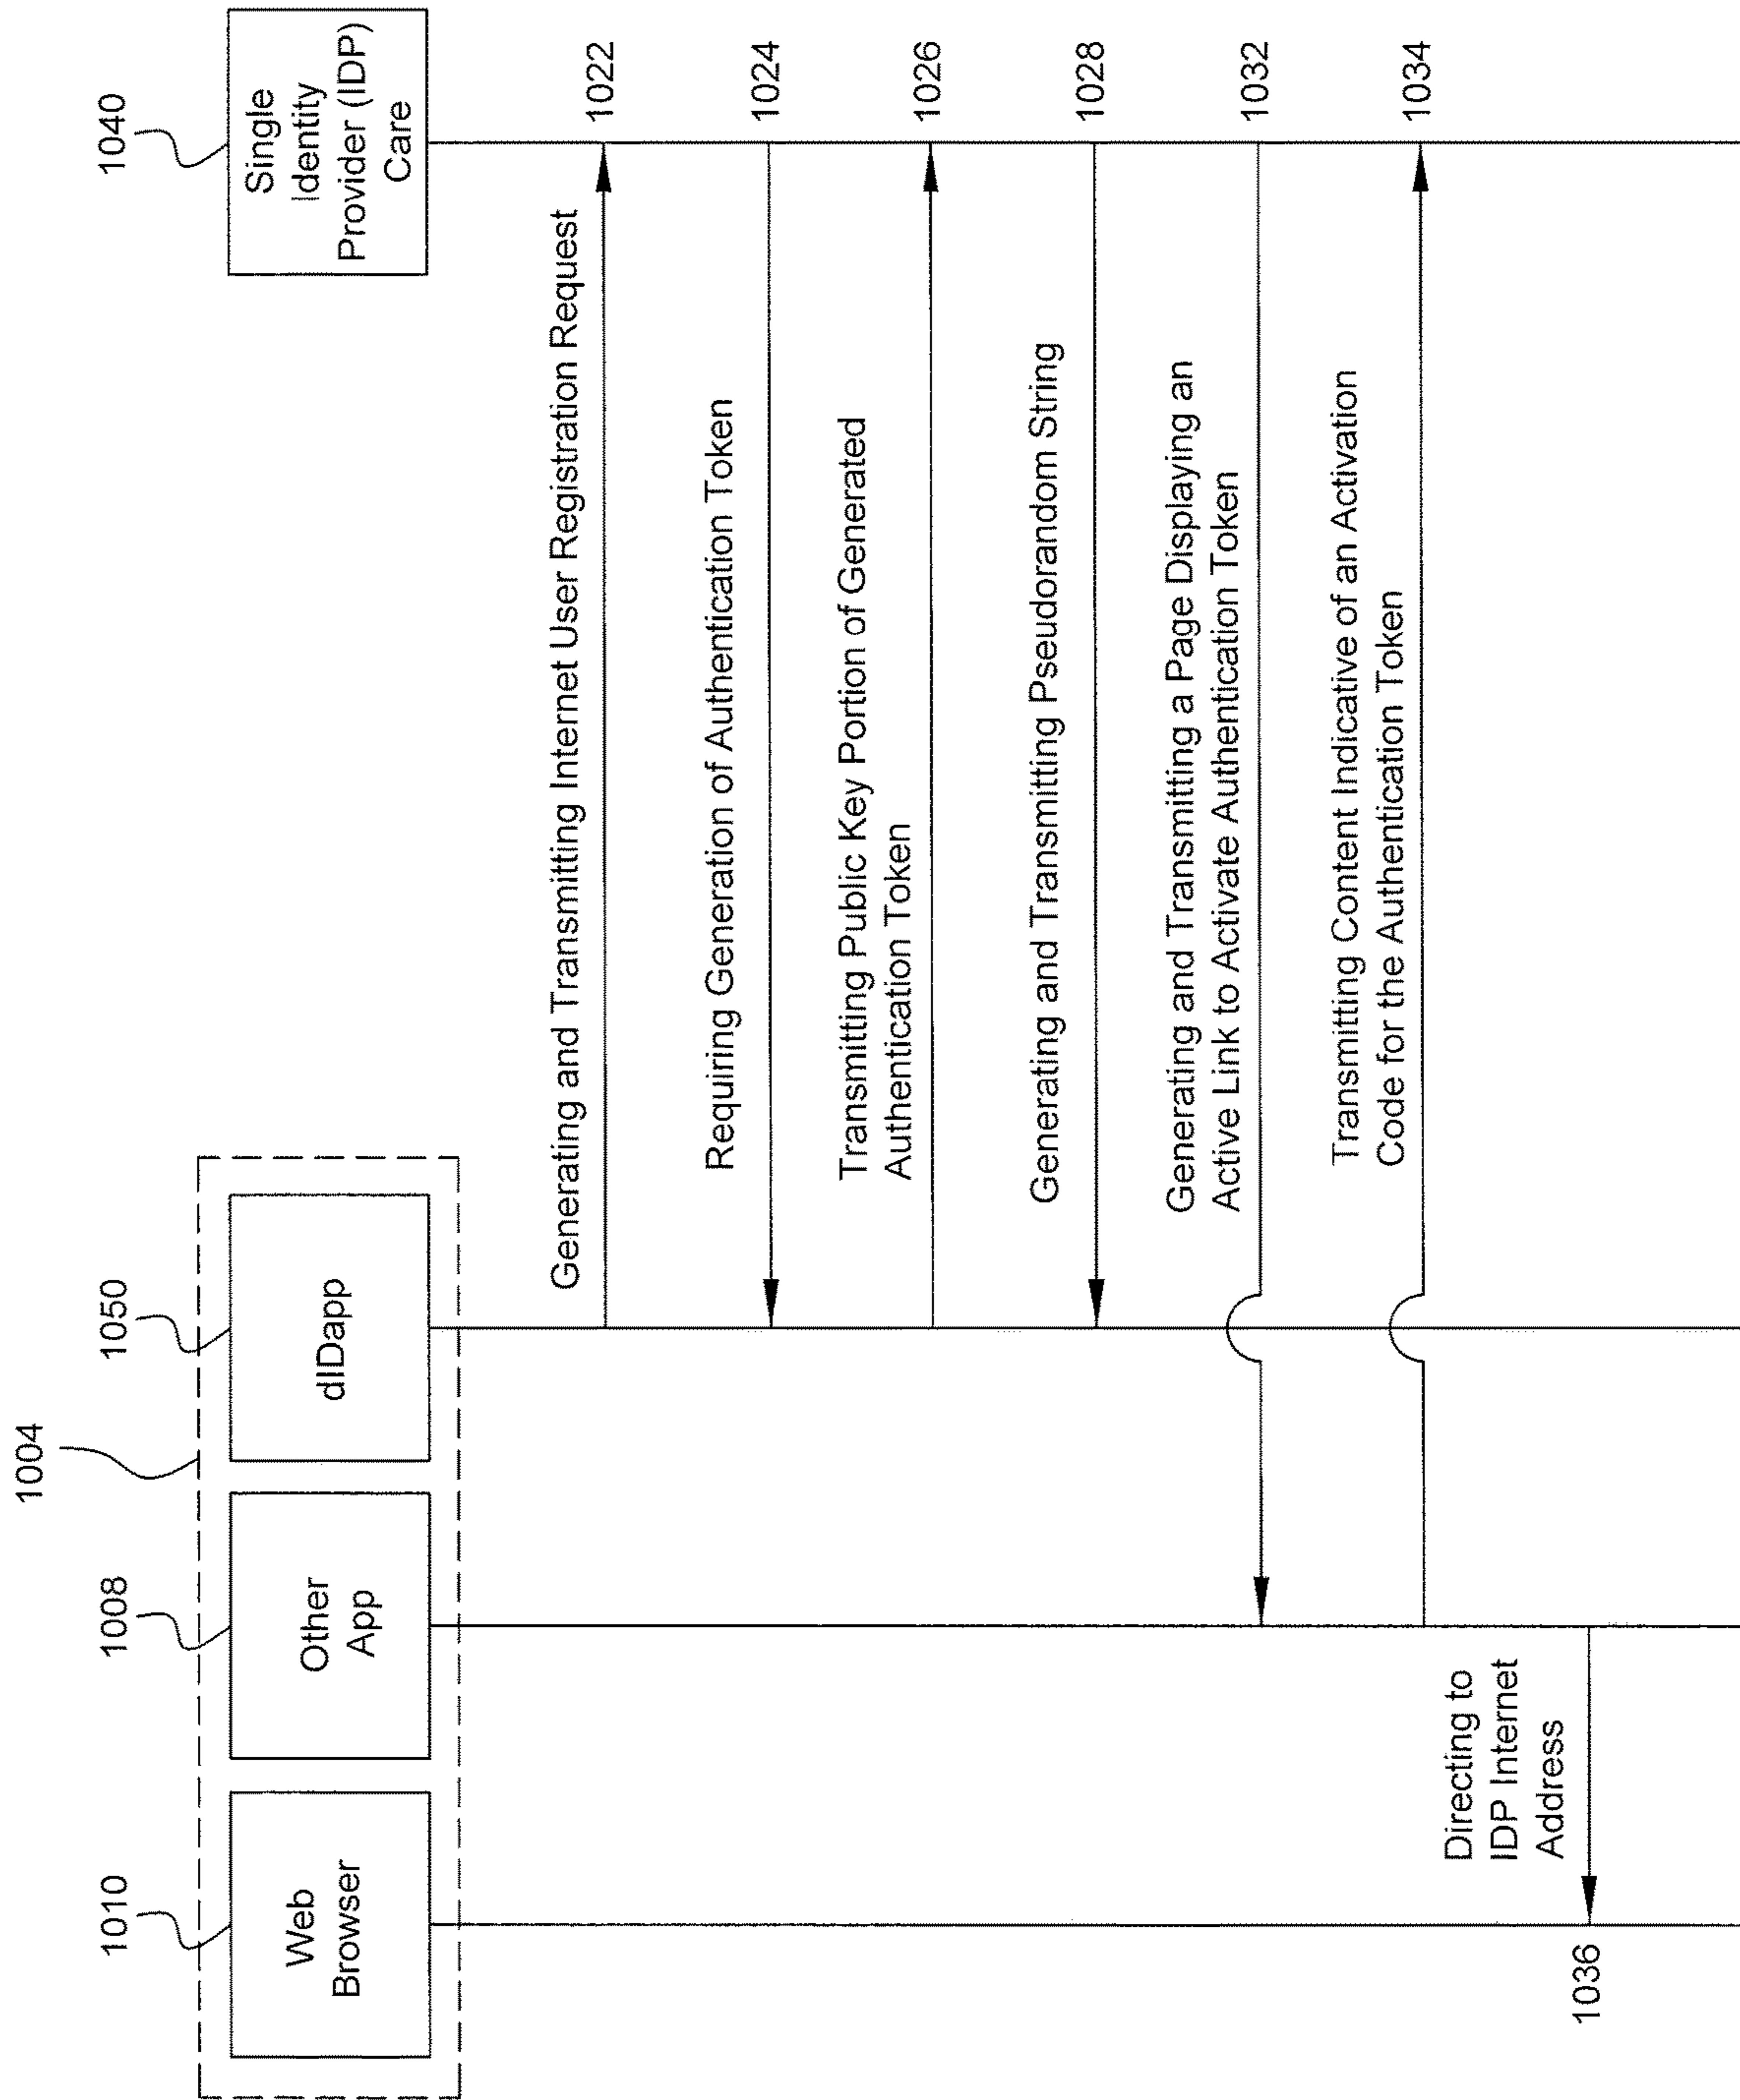 1004
1010
1008
1050
1040
Web
Browser
Other
App
dIDapp
Single
Identity
Provider (IDP)
Care
Generating and Transmitting Internet User Registration Request
1022
Requiring Generation of Authentication Token
1024
Transmitting Public Key Portion of Generated
Authentication Token
1026
Generating and Transmitting Pseudorandom String
1028
Generating and Transmitting a Page Displaying an
Active Link to Activate Authentication Token
1032
Transmitting Content Indicative of an Activation
Code for the Authentication Token
1034
Directing to
IDP Internet
Address
1036